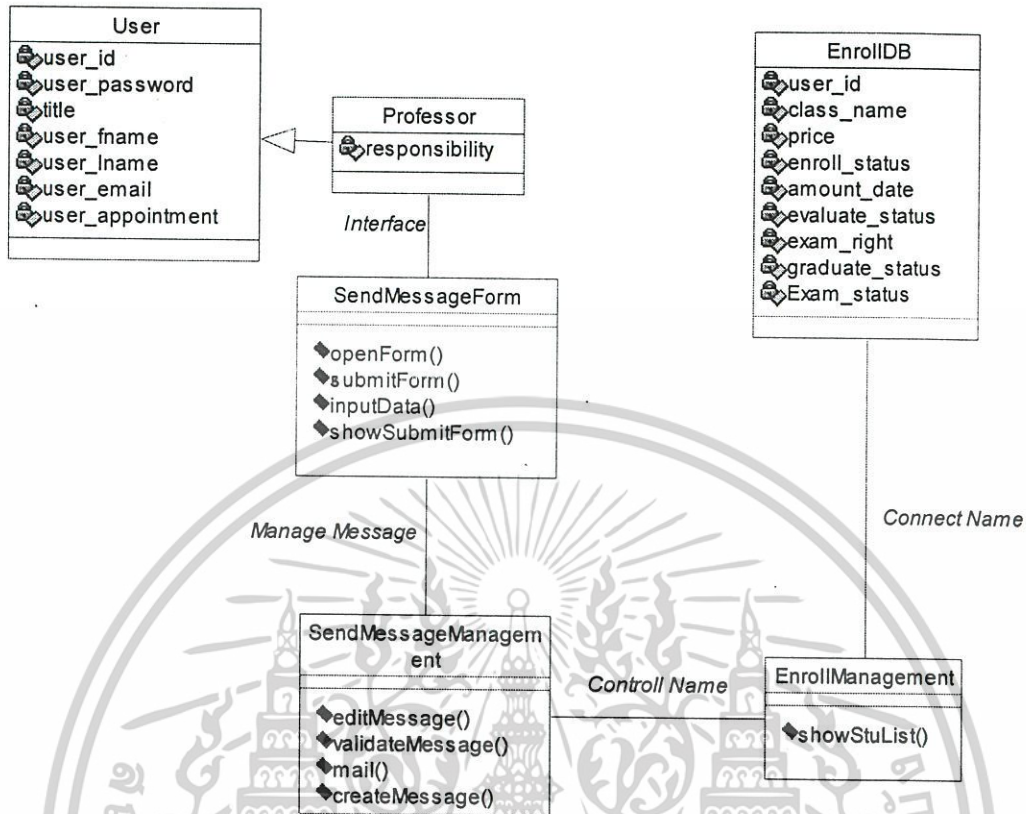 User
user_id
user_password
title
user_fname
user_lname
user_email
user_appointment
Professor
responsibility
Interface
EnrollDB
user_id
class_name
price
enroll_status
amount_date
evaluate_status
exam_right
graduate_status
Exam_status
SendMessageForm
openForm()
submitForm()
inputData()
showSubmitForm()
Manage Message
Connect Name
SendMessageManagem
ent
editMessage()
validateMessage()
mail()
createMessage()
Controll Name
EnrollManagement
showStuList()